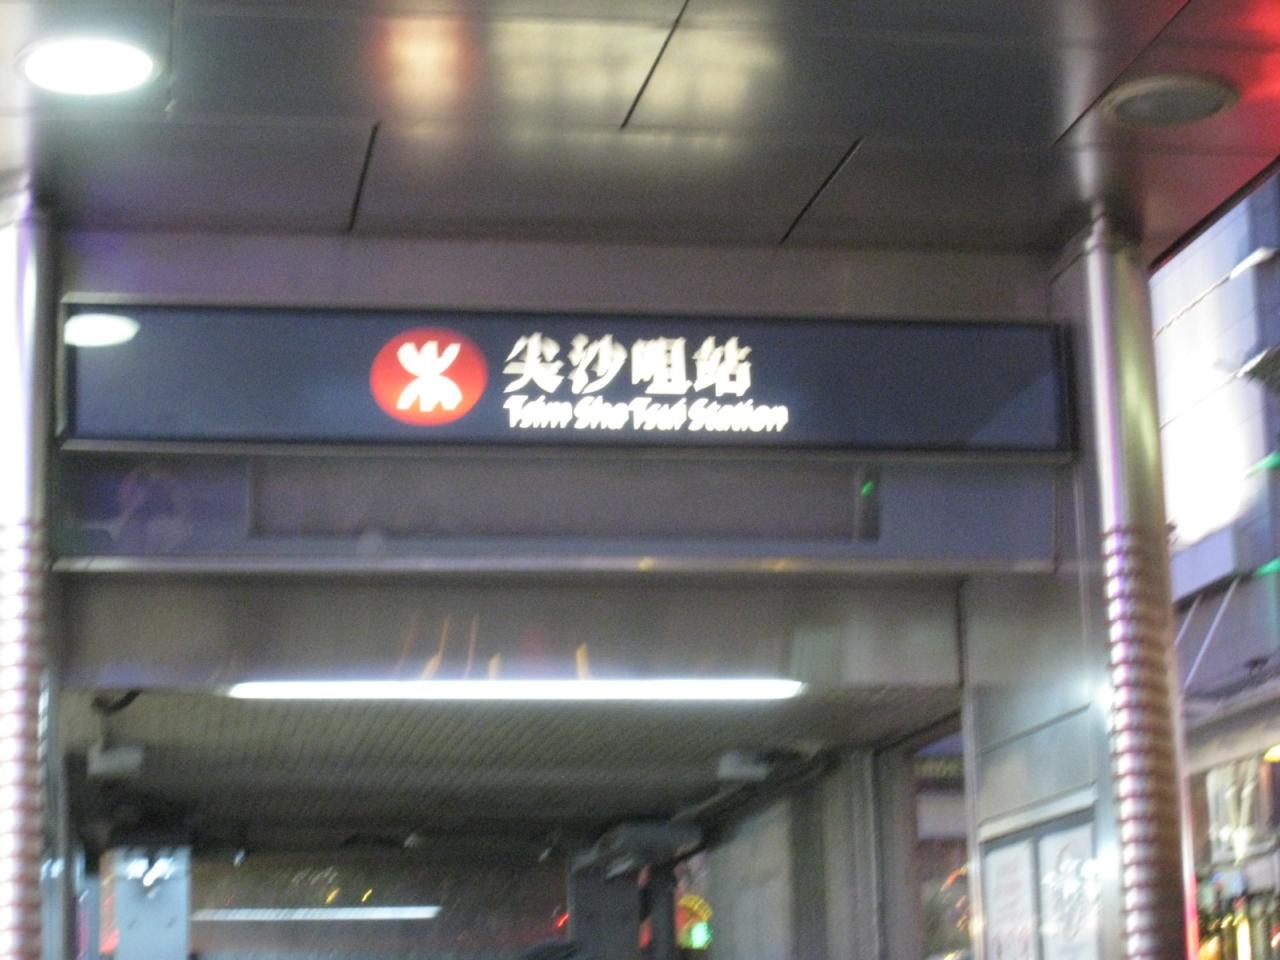 尖沙咀站
Tsim Sha Tsui Station